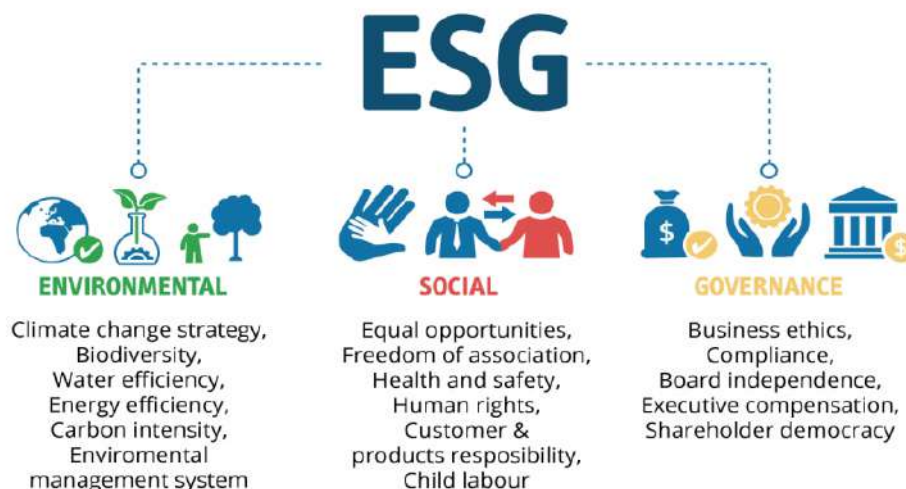 ESG
ENVIRONMENTAL
Climate change strategy,
Biodiversity,
Water efficiency,
Energy efficiency,
Carbon intensity,
Enviromental
management system
SOCIAL
Equal opportunities,
Freedom of association,
Health and safety,
Human rights,
Customer &
products resposibility,
Child labour
$
GOVERNANCE
$
Business ethics,
Compliance,
Board independence,
Executive compensation,
Shareholder democracy